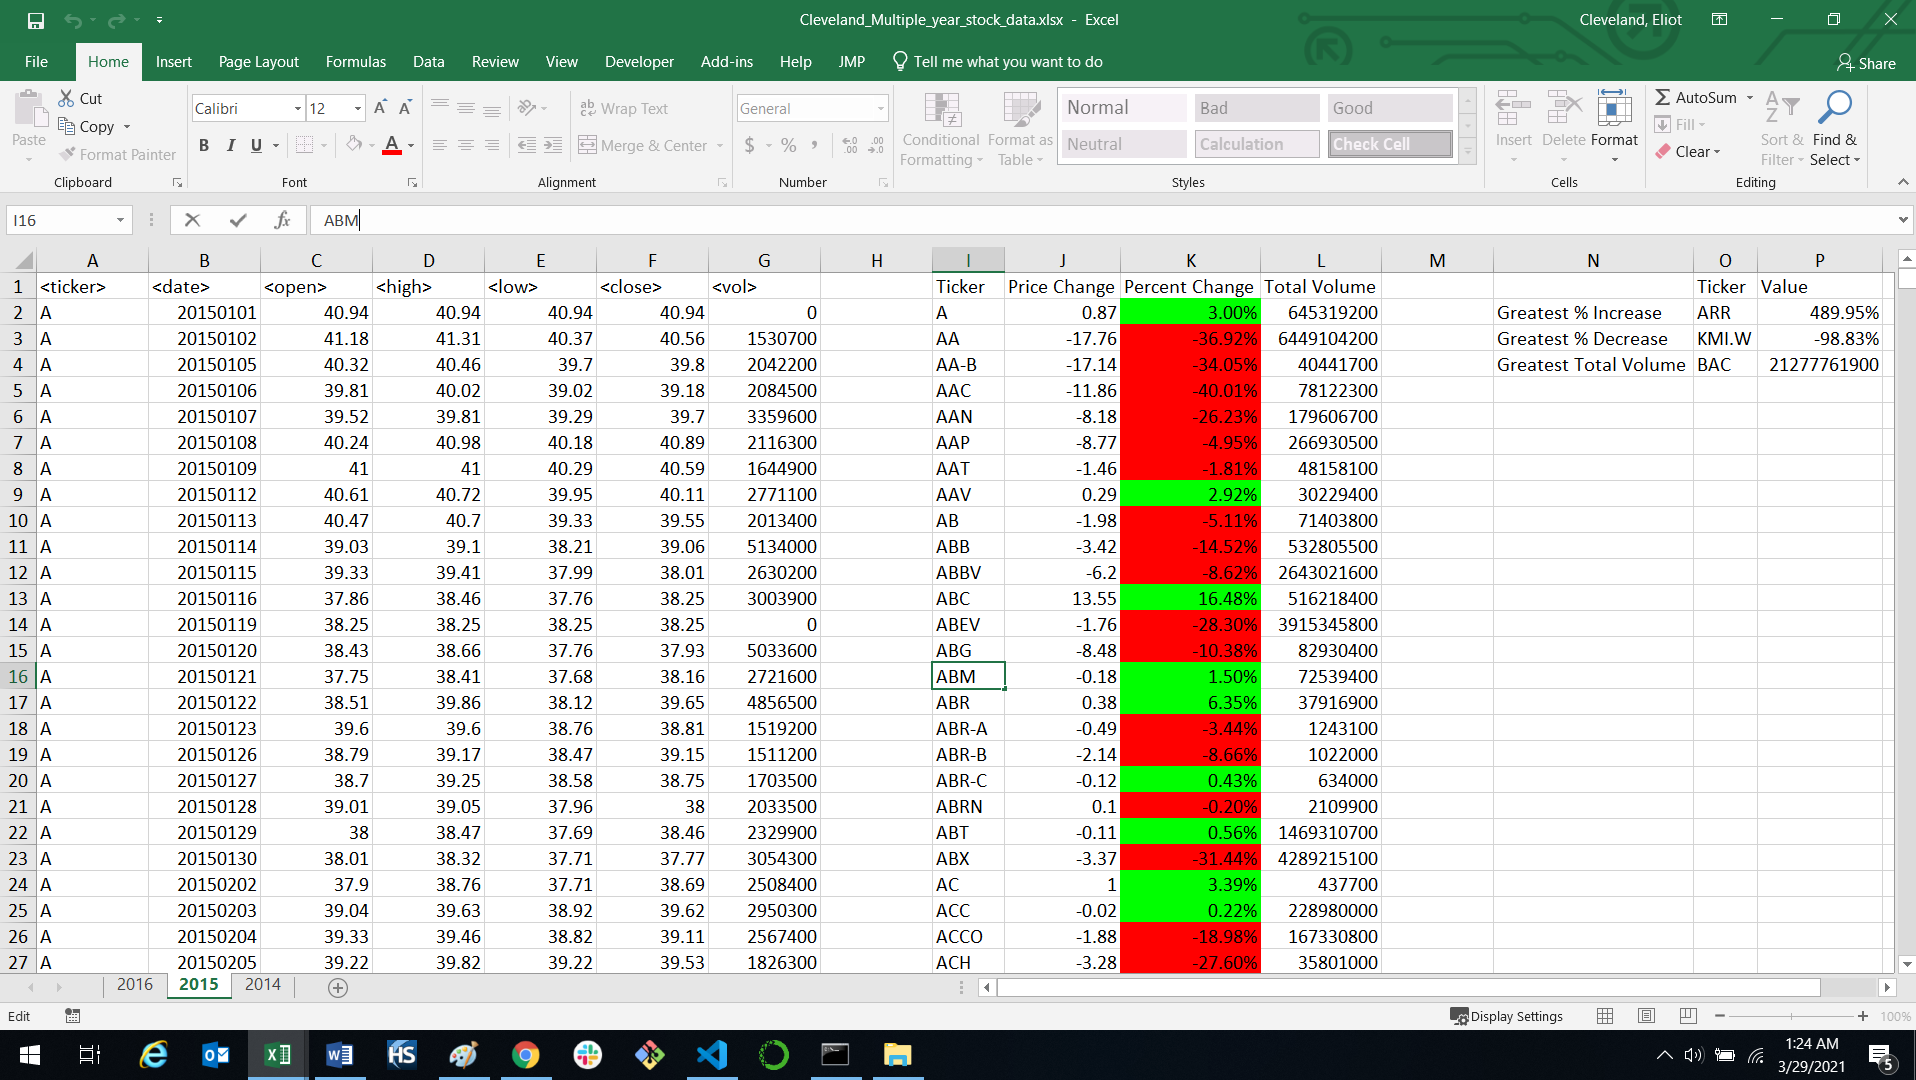 Cleveland_Multiple_year_stock_data.xlsx - Excel
Cleveland, Eliot
File Home Insert Page Layout Formulas Data Review View Developer Add-ins Help JMP Tell me what you want to do Share
Paste Cut Copy Format Painter Clipboard
Calibri 12 B I U A Font
Wrap Text Merge & Center Alignment
General $ % , Number
Conditional Formatting Format as Table Normal Bad Good Neutral Calculation Check Cell Styles
Insert Delete Format Cells
AutoSum Fill Clear Sort & Filter Find & Select Editing
I16 fx ABM
A B C D E F G H I J K L M N O P
1 <ticker> <date> <open> <high> <low> <close> <vol> Ticker Price Change Percent Change Total Volume Ticker Value
2 A 20150101 40.94 40.94 40.94 40.94 0 A 0.87 3.00% 645319200 Greatest % Increase ARR 489.95%
3 A 20150102 41.18 41.31 40.37 40.56 1530700 AA -17.76 -36.92% 6449104200 Greatest % Decrease KMI.W -98.83%
4 A 20150105 40.32 40.46 39.7 39.8 2042200 AA-B -17.14 -34.05% 40441700 Greatest Total Volume BAC 21277761900
5 A 20150106 39.81 40.02 39.02 39.18 2084500 AAC -11.86 -40.01% 78122300
6 A 20150107 39.52 39.81 39.29 39.7 3359600 AAN -8.18 -26.23% 179606700
7 A 20150108 40.24 40.98 40.18 40.89 2116300 AAP -8.77 -4.95% 266930500
8 A 20150109 41 41 40.29 40.59 1644900 AAT -1.46 -1.81% 48158100
9 A 20150112 40.61 40.72 39.95 40.11 2771100 AAV 0.29 2.92% 30229400
10 A 20150113 40.47 40.7 39.33 39.55 2013400 AB -1.98 -5.11% 71403800
11 A 20150114 39.03 39.1 38.21 39.06 5134000 ABB -3.42 -14.52% 532805500
12 A 20150115 39.33 39.41 37.99 38.01 2630200 ABBV -6.2 -8.62% 2643021600
13 A 20150116 37.86 38.46 37.76 38.25 3003900 ABC 13.55 16.48% 516218400
14 A 20150119 38.25 38.25 38.25 38.25 0 ABEV -1.76 -28.30% 3915345800
15 A 20150120 38.43 38.66 37.76 37.93 5033600 ABG -8.48 -10.38% 82930400
16 A 20150121 37.75 38.41 37.68 38.16 2721600 ABM -0.18 1.50% 72539400
17 A 20150122 38.51 39.86 38.12 39.65 4856500 ABR 0.38 6.35% 37916900
18 A 20150123 39.6 39.6 38.76 38.81 1519200 ABR-A -0.49 -3.44% 1243100
19 A 20150126 38.79 39.17 38.47 39.15 1511200 ABR-B -2.14 -8.66% 1022000
20 A 20150127 38.7 39.25 38.58 38.75 1703500 ABR-C -0.12 0.43% 634000
21 A 20150128 39.01 39.05 37.96 38 2033500 ABRN 0.1 -0.20% 2109900
22 A 20150129 38 38.47 37.69 38.46 2329900 ABT -0.11 0.56% 1469310700
23 A 20150130 38.01 38.32 37.71 37.77 3054300 ABX -3.37 -31.44% 4289215100
24 A 20150202 37.9 38.76 37.71 38.69 2508400 AC 1 3.39% 437700
25 A 20150203 39.04 39.63 38.92 39.62 2950300 ACC -0.02 0.22% 228980000
26 A 20150204 39.33 39.46 38.82 39.11 2567400 ACCO -1.88 -18.98% 167330800
27 A 20150205 39.22 39.82 39.22 39.53 1826300 ACH -3.28 -27.60% 35801000
2016 2015 2014
Edit Display Settings 100%
1:24 AM
3/29/2021
5